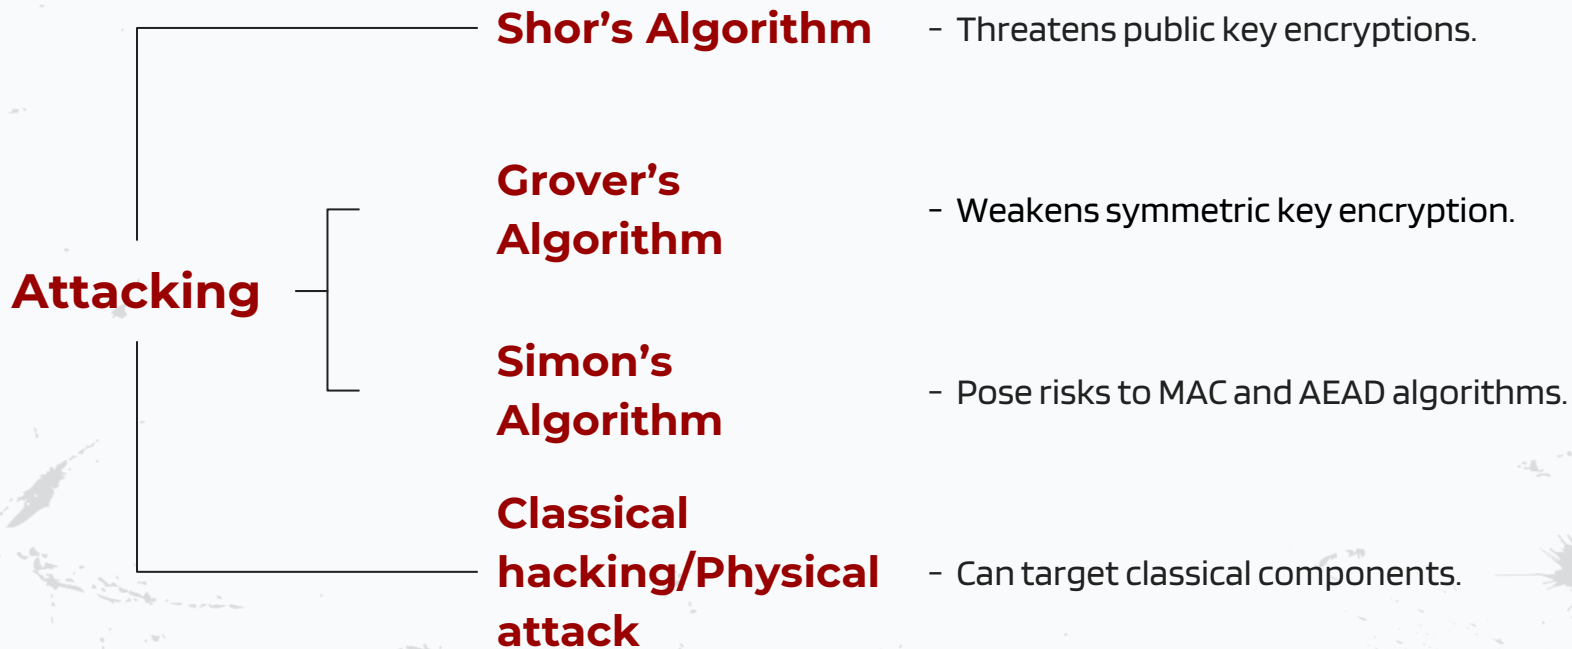 Shor’s Algorithm
- Threatens public key encryptions.
Grover’s
Algorithm
- Weakens symmetric key encryption.
Attacking
Simon’s
Algorithm
- Pose risks to MAC and AEAD algorithms.
Classical
hacking/Physical
attack
- Can target classical components.